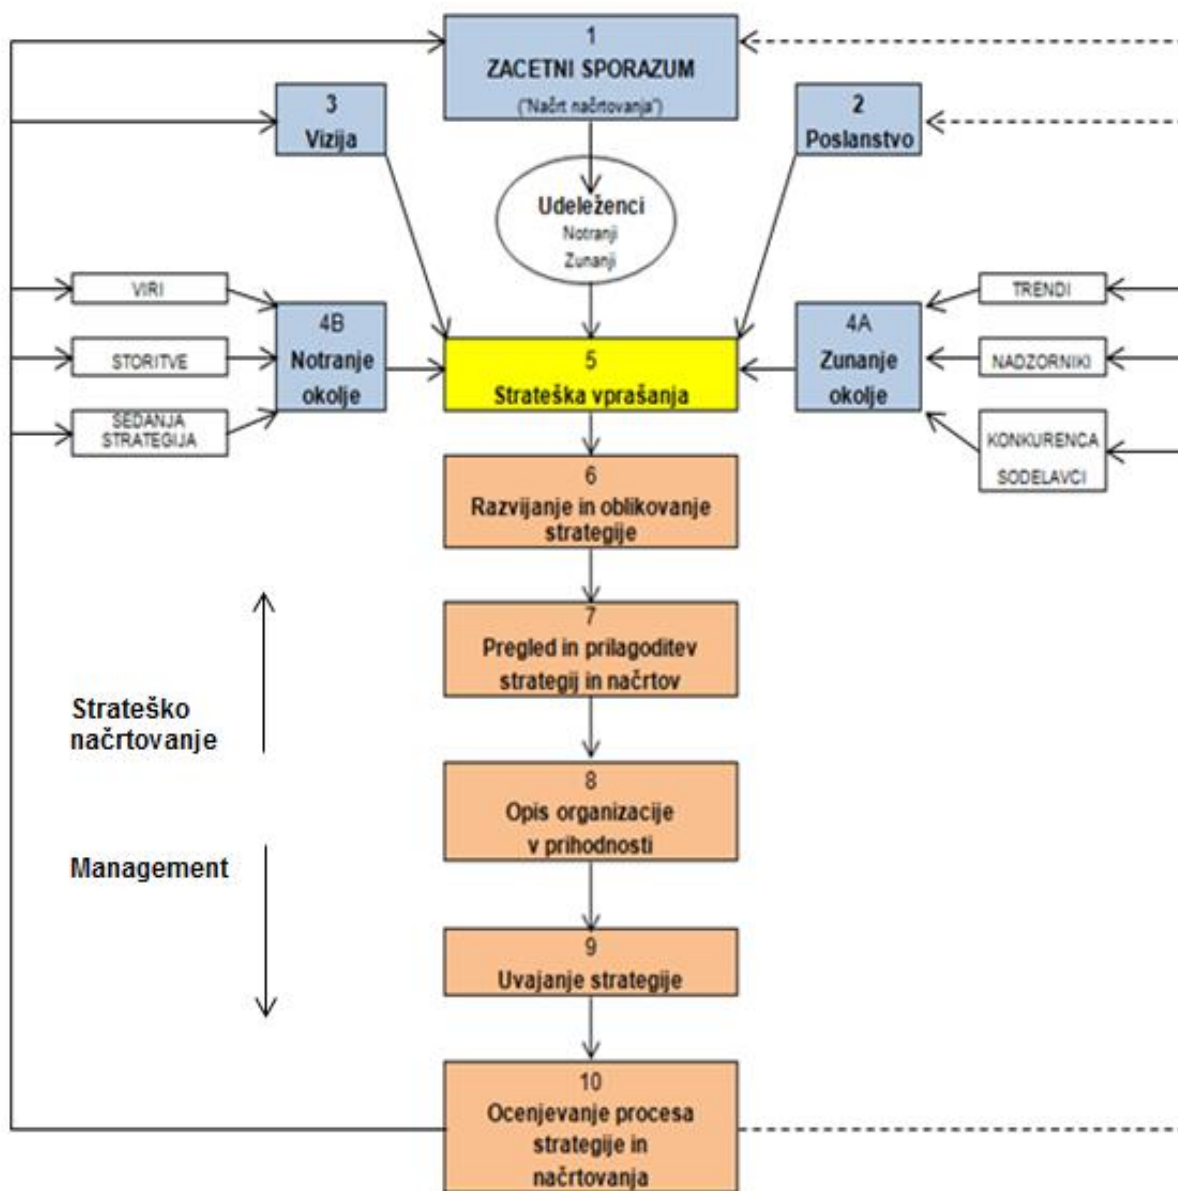 1
ZACETNI SPORAZUM
("Načrt načrtovanja")
3
Vizija
2
Poslanstvo
Udeleženci
Notranji
Zunanji
VIRI
STORITVE
SEDANJA
STRATEGIJA
4B
Notranje
okolje
5
Strateška vprašanja
4A
Zunanje
okolje
TRENDI
NADZORNIKI
KONKURENCA
SODELAVCI
6
Razvijanje in oblikovanje
strategije
7
Pregled in prilagoditev
strategij in načrtov
Strateško
načrtovanje
8
Opis organizacije
v prihodnosti
Management
9
Uvajanje strategije
10
Ocenjevanje procesa
strategije in
načrtovanja